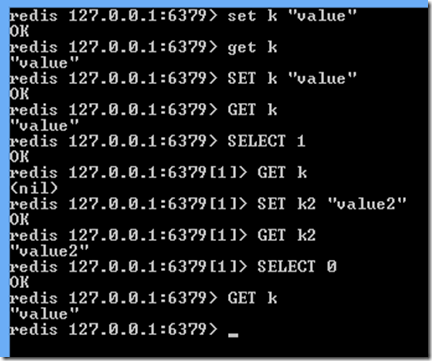 redis 127.0.0.1:6379> set k "value"
OK
redis 127.0.0.1:6379> get k
"value"
redis 127.0.0.1:6379> SET k "value"
OK
redis 127.0.0.1:6379> GET k
"value"
redis 127.0.0.1:6379> SELECT 1
OK
redis 127.0.0.1:6379[1]> GET k
(nil)
redis 127.0.0.1:6379[1]> SET k2 "value2"
OK
redis 127.0.0.1:6379[1]> GET k2
"value2"
redis 127.0.0.1:6379[1]> SELECT 0
OK
redis 127.0.0.1:6379> GET k
"value"
redis 127.0.0.1:6379> _